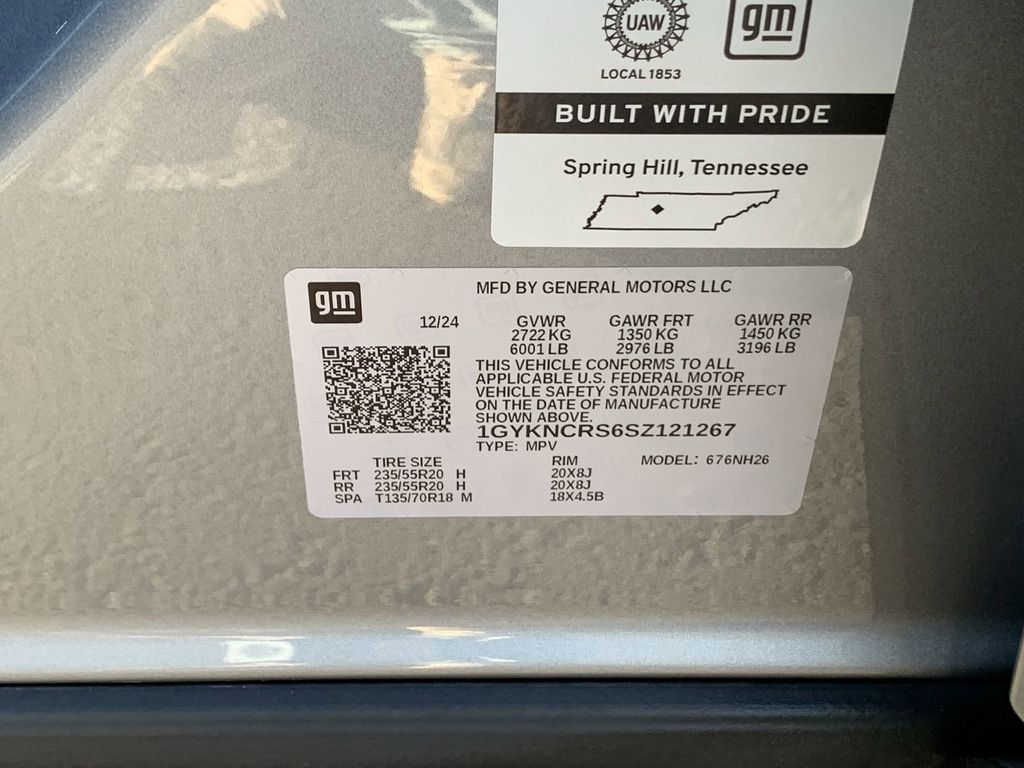 UAW
gm
LOCAL 1853
BUILT WITH PRIDE
Spring Hill, Tennessee
gm
MFD BY GENERAL MOTORS LLC
12/24 GVWR GAWR FRT GAWR RR
2722 KG 1350 KG 1450 KG
6001 LB 2976 LB 3196 LB
THIS VEHICLE CONFORMS TO ALL
APPLICABLE U.S. FEDERAL MOTOR
VEHICLE SAFETY STANDARDS IN EFFECT
ON THE DATE OF MANUFACTURE
SHOWN ABOVE.
1GYKNCRS6SZ121267
TYPE: MPV
TIRE SIZE RIM MODEL: 676NH26
FRT 235/55R20 H 20X8J
RR 235/55R20 H 20X8J
SPA T135/70R18 M 18X4.5B